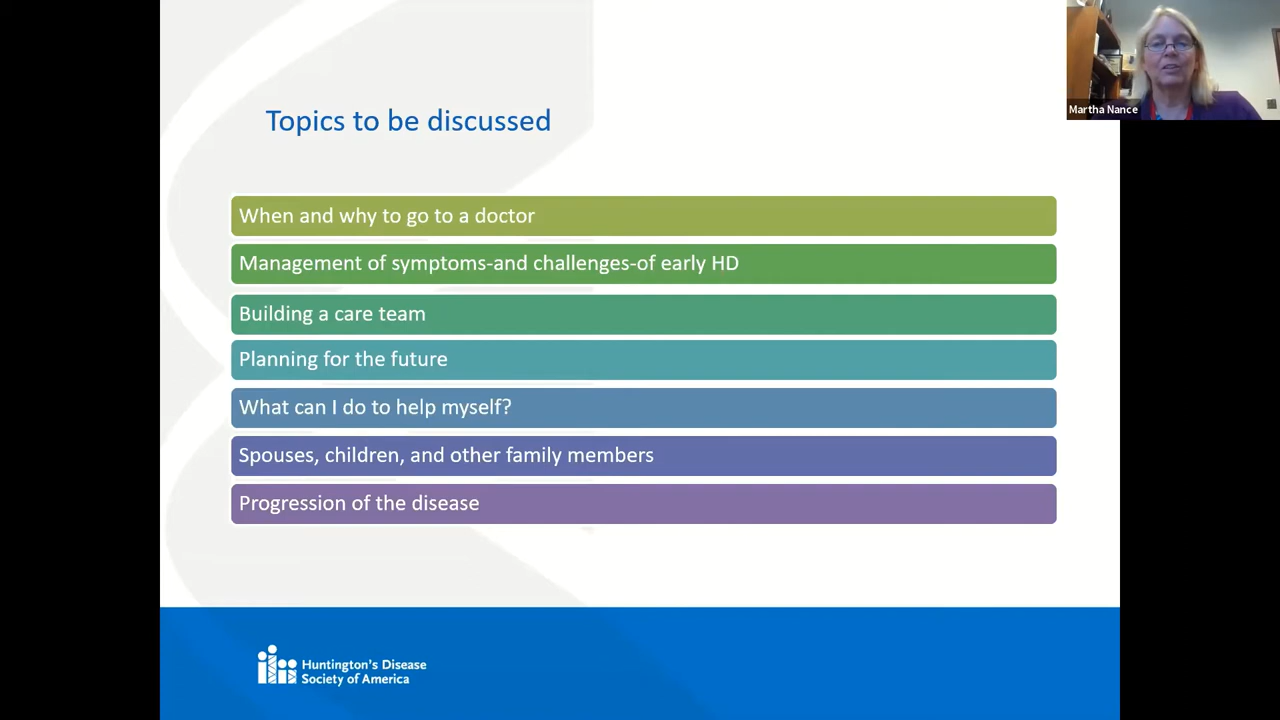 Martha Nance
Topics to be discussed
When and why to go to a doctor
Management of symptoms-and challenges-of early HD
Building a care team
Planning for the future
What can I do to help myself?
Spouses, children, and other family members
Progression of the disease
Huntington's Disease
Society of America